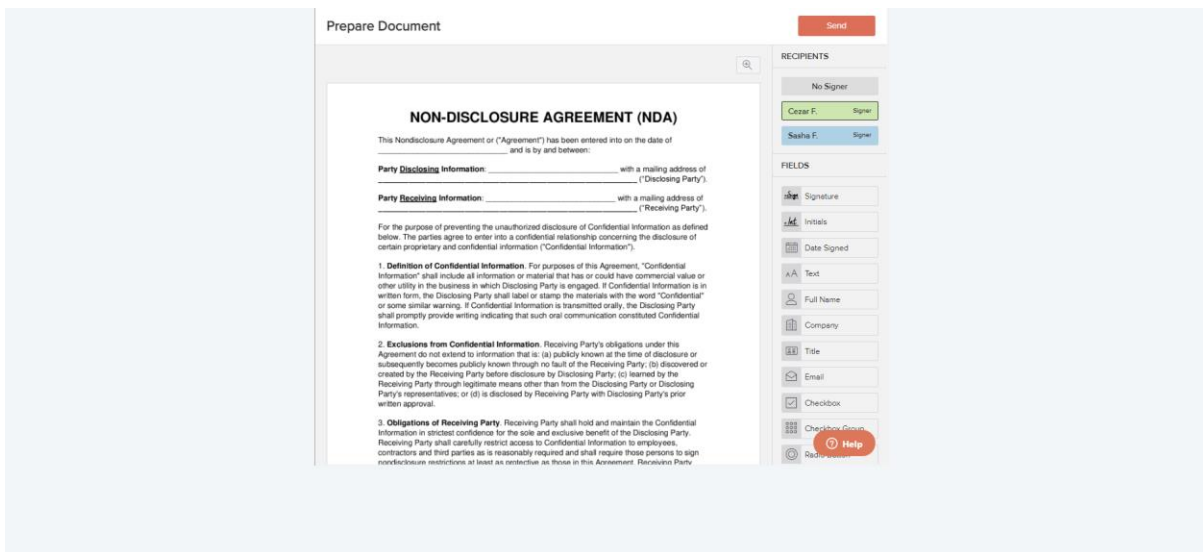 Prepare Document
Send
RECIPIENTS
No Signer
Cezar F. Signer
Sasha F. Signer
FIELDS
Signature
Initials
Date Signed
Text
Full Name
Company
Title
Email
Checkbox
Checkbox Group
Radio Button
Help
NON-DISCLOSURE AGREEMENT (NDA)
This Nondisclosure Agreement or ("Agreement") has been entered into on the date of
______________________________ and is by and between:
Party Disclosing Information: ______________________________ with a mailing address of
____________________________________________________________ ("Disclosing Party").
Party Receiving Information: ______________________________ with a mailing address of
____________________________________________________________ ("Receiving Party").
For the purpose of preventing the unauthorized disclosure of Confidential Information as defined
below. The parties agree to enter into a confidential relationship concerning the disclosure of
certain proprietary and confidential information ("Confidential Information").
1. Definition of Confidential Information. For purposes of this Agreement, "Confidential
Information" shall include all information or material that has or could have commercial value or
other utility in the business in which Disclosing Party is engaged. If Confidential Information is in
written form, the Disclosing Party shall label or stamp the materials with the word "Confidential"
or some similar warning. If Confidential Information is transmitted orally, the Disclosing Party
shall promptly provide writing indicating that such oral communication constituted Confidential
Information.
2. Exclusions from Confidential Information. Receiving Party's obligations under this
Agreement do not extend to information that is: (a) publicly known at the time of disclosure or
subsequently becomes publicly known through no fault of the Receiving Party; (b) discovered or
created by the Receiving Party before disclosure by Disclosing Party; (c) learned by the
Receiving Party through legitimate means other than from the Disclosing Party or Disclosing
Party's representatives; or (d) is disclosed by Receiving Party with Disclosing Party's prior
written approval.
3. Obligations of Receiving Party. Receiving Party shall hold and maintain the Confidential
Information in strictest confidence for the sole and exclusive benefit of the Disclosing Party.
Receiving Party shall carefully restrict access to Confidential Information to employees,
contractors and third parties as is reasonably required and shall require those persons to sign
nondisclosure restrictions at least as protective as those in this Agreement. Receiving Party